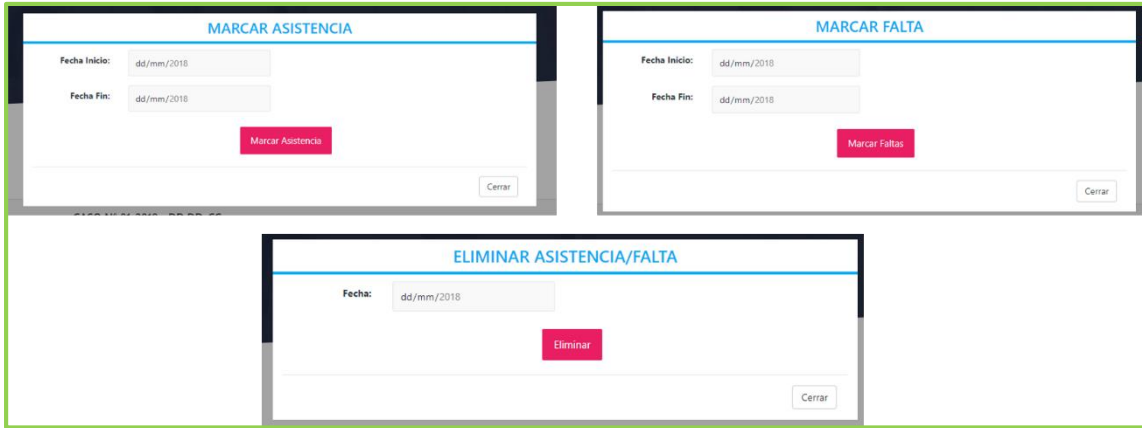 MARCAR ASISTENCIA
Fecha Inicio: dd/mm/2018
Fecha Fin: dd/mm/2018
Marcar Asistencia
Cerrar
MARCAR FALTA
Fecha Inicio: dd/mm/2018
Fecha Fin: dd/mm/2018
Marcar Faltas
Cerrar
ELIMINAR ASISTENCIA/FALTA
Fecha: dd/mm/2018
Eliminar
Cerrar